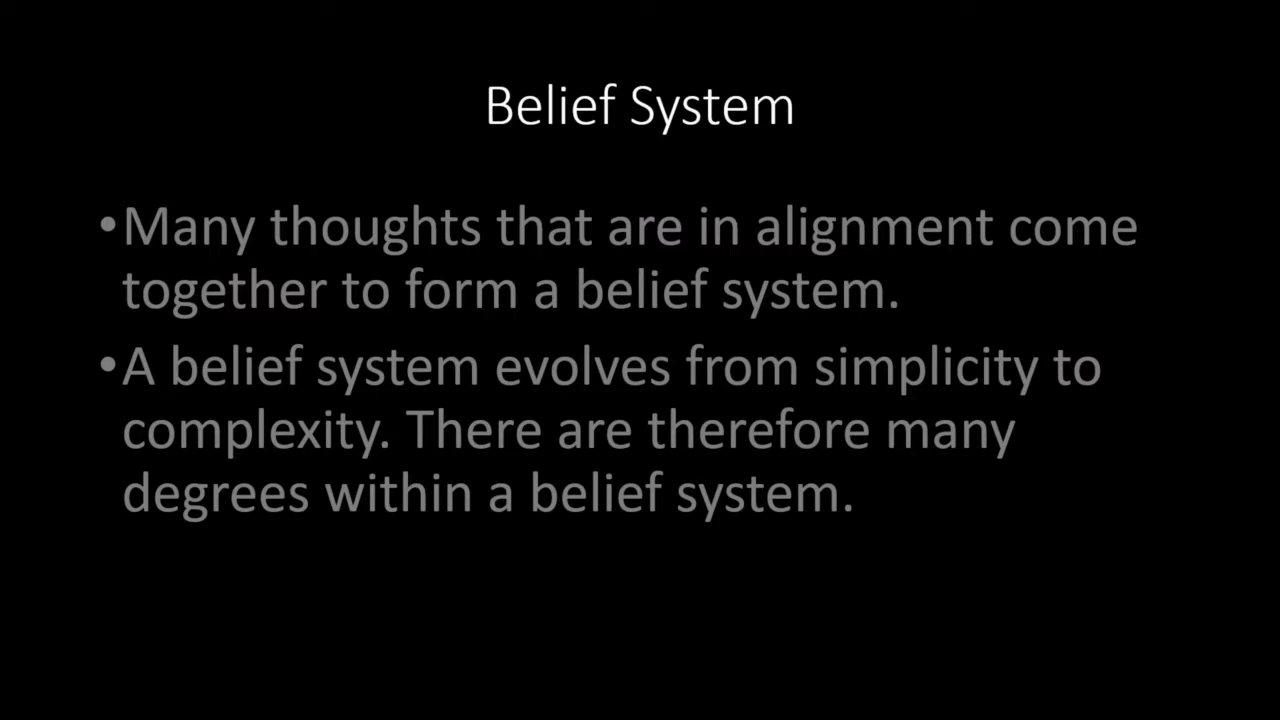 Belief System
•Many thoughts that are in alignment come
together to form a belief system.
•A belief system evolves from simplicity to
complexity. There are therefore many
degrees within a belief system.